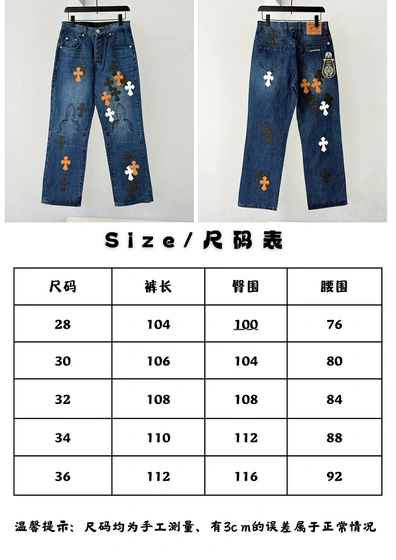 Size/尺码表
尺码 裤长 臀围 腰围
28 104 100 76
30 106 104 80
32 108 108 84
34 110 112 88
36 112 116 92
温馨提示：尺码均为手工测量、有3cm的误差属于正常情况